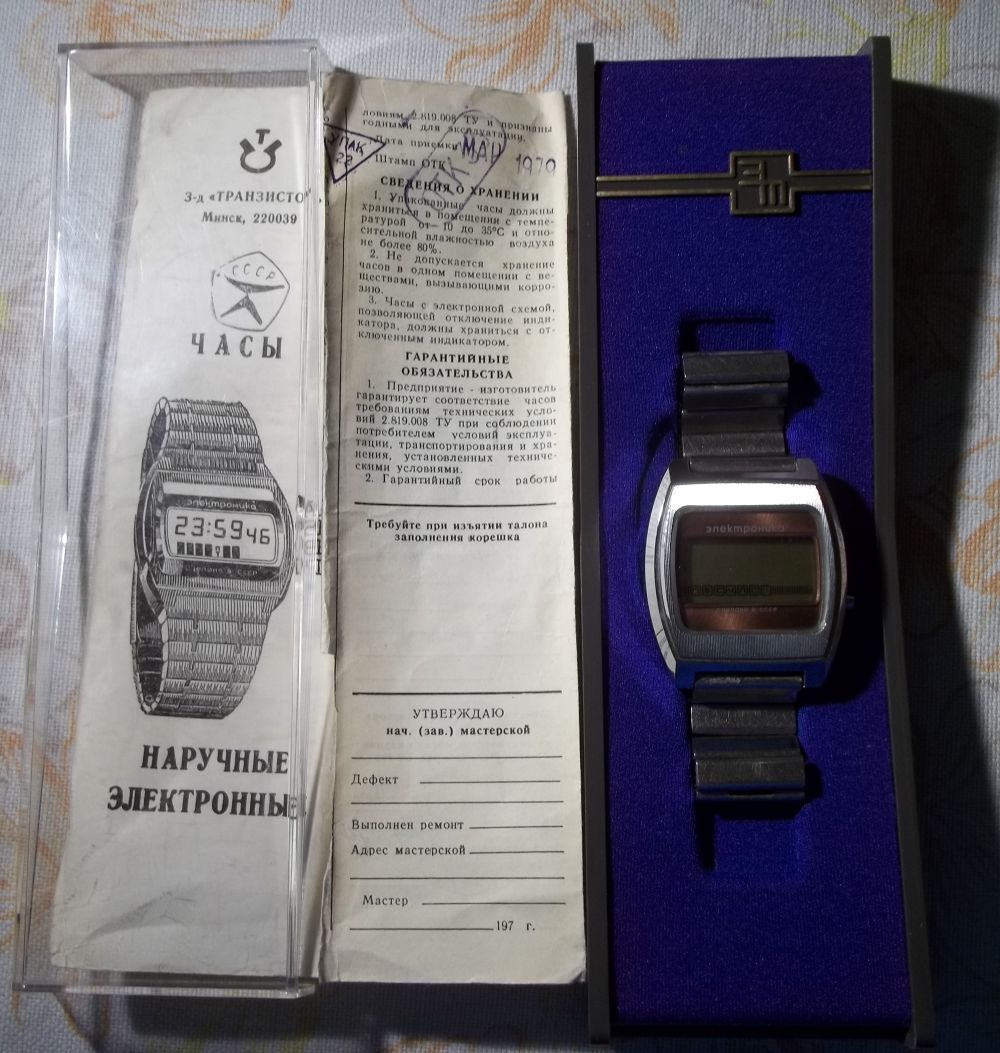 Т
З-д «ТРАНЗИСТО
Минск, 220039
СССР
ЧАСЫ
электроника
23:59 46
сделано в СССР
НАРУЧНЫЕ
ЭЛЕКТРОННЫЕ
ловиям 2.819.008 ТУ и признаны
годными для эксплуатации.
Дата приемки МАЙ 1979
УПАК
22
Штамп ОТК
СВЕДЕНИЯ О ХРАНЕНИИ
1. Упакованные часы должны
храниться в помещении с темпе-
ратурой от — 10 до 35°С и отно-
сительной влажностью воздуха
не более 80%.
2. Не допускается хранение
часов в одном помещении с ве-
ществами, вызывающими корро-
зию.
3. Часы с электронной схемой,
позволяющей отключение инди-
катора, должны храниться с от-
ключенным индикатором.
ГАРАНТИЙНЫЕ
ОБЯЗАТЕЛЬСТВА
1. Предприятие - изготовитель
гарантирует соответствие часов
требованиям технических усло-
вий 2.819.008 ТУ при соблюдении
потребителем условий эксплуа-
тации, транспортирования и хра-
нения, установленных техниче-
скими условиями.
2. Гарантийный срок работы
Требуйте при изъятии талона
заполнения корешка
УТВЕРЖДАЮ
нач. (зав.) мастерской
Дефект
Выполнен ремонт
Адрес мастерской
Мастер
197 г.
электроника
сделано в СССР